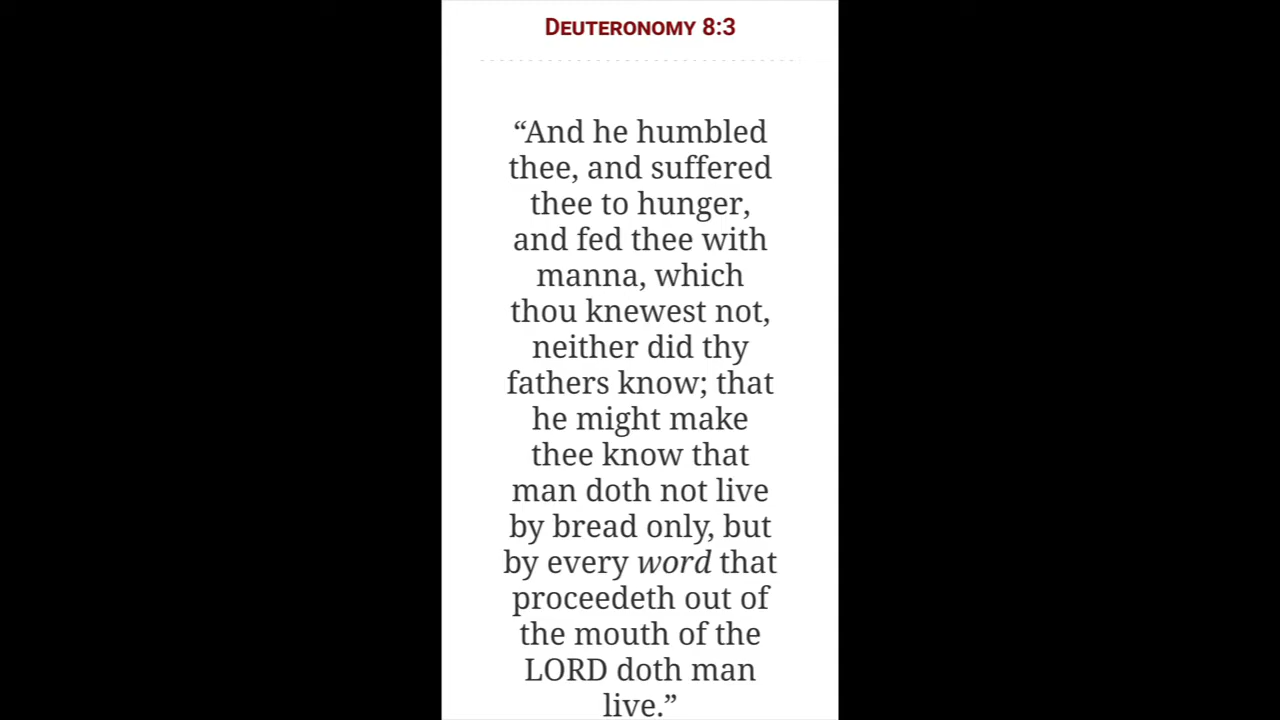 DEUTERONOMY 8:3
“And he humbled
thee, and suffered
thee to hunger,
and fed thee with
manna, which
thou knewest not,
neither did thy
fathers know; that
he might make
thee know that
man doth not live
by bread only, but
by every word that
proceedeth out of
the mouth of the
LORD doth man
live.”